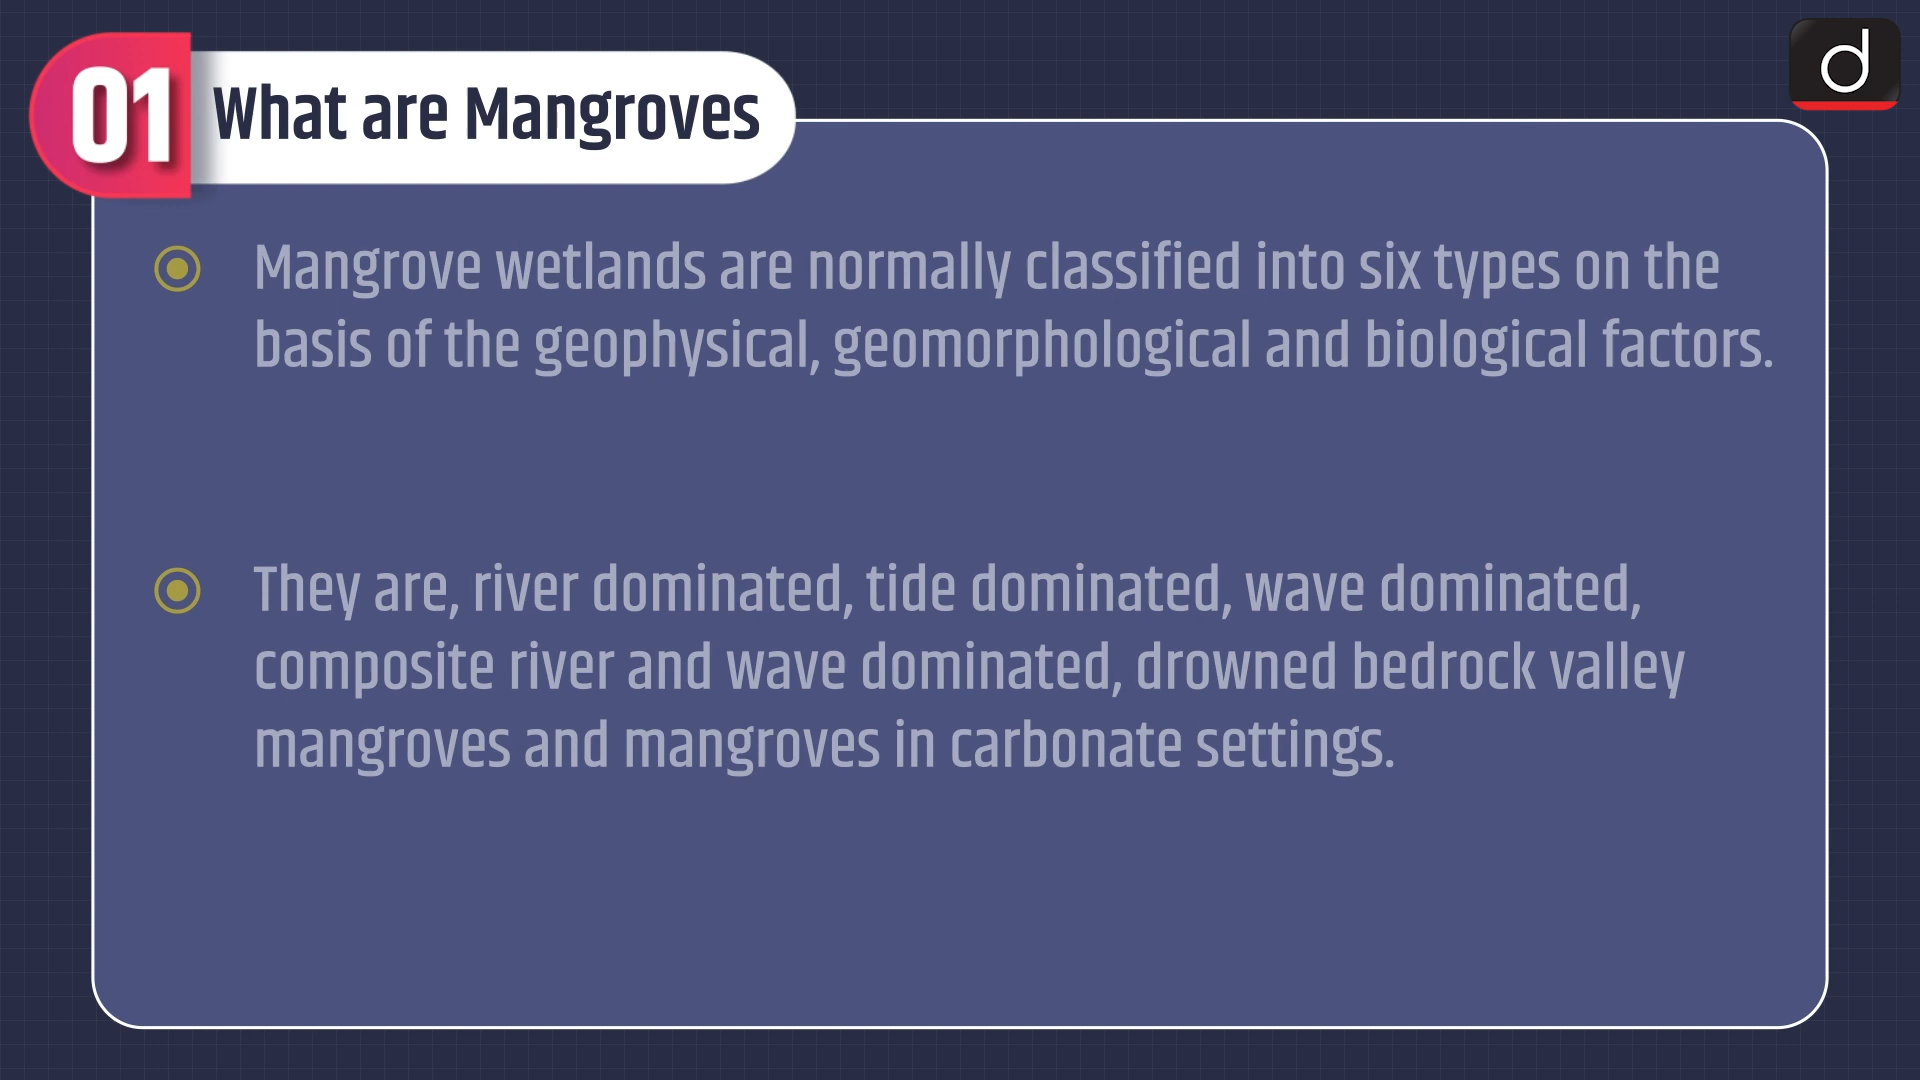 01
What are Mangroves
d
Mangrove wetlands are normally classified into six types on the
basis of the geophysical, geomorphological and biological factors.
They are, river dominated, tide dominated, wave dominated,
composite river and wave dominated, drowned bedrock valley
mangroves and mangroves in carbonate settings.